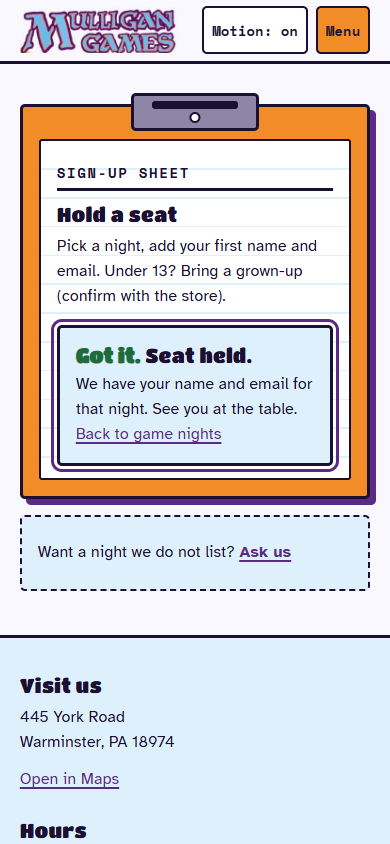 MULLIGAN
GAMES
Motion: on
Menu
SIGN-UP SHEET
Hold a seat
Pick a night, add your first name and
email. Under 13? Bring a grown-up
(confirm with the store).
Got it. Seat held.
We have your name and email for
that night. See you at the table.
Back to game nights
Want a night we do not list? Ask us
Visit us
445 York Road
Warminster, PA 18974
Open in Maps
Hours